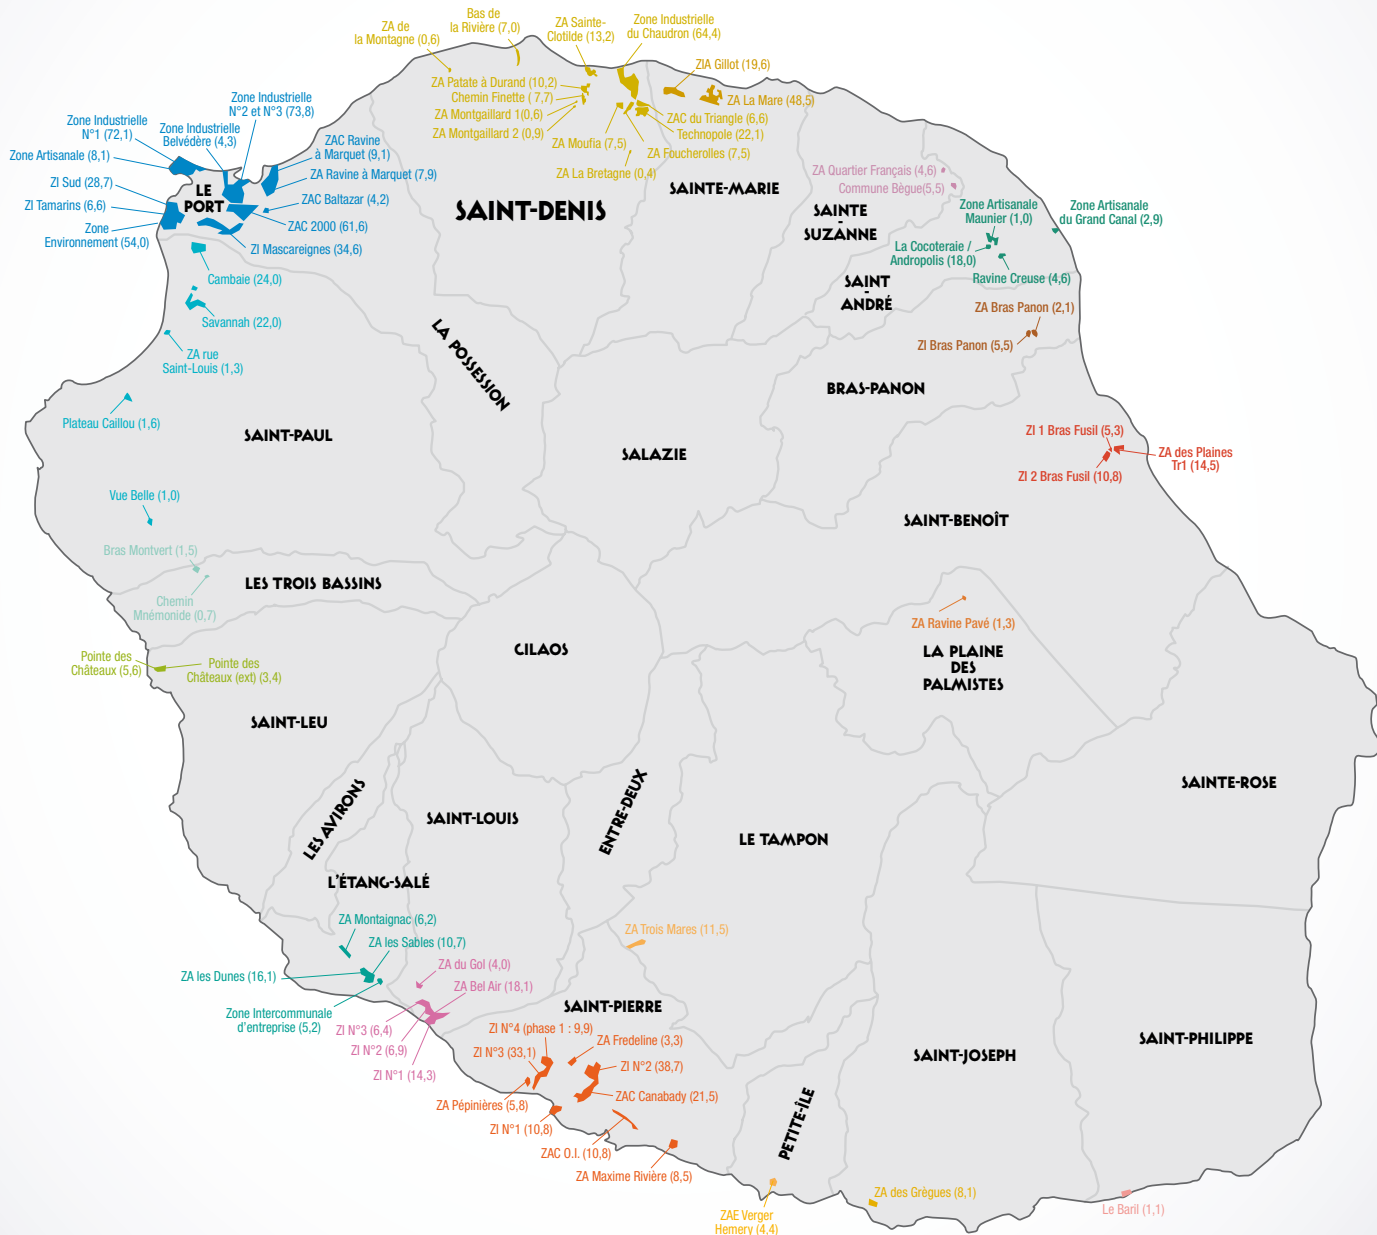 Bas de
la Rivière (7,0)
ZA de
la Montagne (0,6)
ZA Sainte-
Clotilde (13,2)
Zone Industrielle
du Chaudron (64,4)
ZIA Gillot (19,6)
ZA Patate à Durand (10,2)
Chemin Finette ( 7,7)
ZA Montgaillard 1(0,6)
ZA Montgaillard 2 (0,9)
ZA La Mare (48,5)
ZAC du Triangle (6,6)
Technopole (22,1)
ZA Moufia (7,5)
ZA Foucherolles (7,5)
ZA La Bretagne (0,4)
Zone Industrielle
N°2 et N°3 (73,8)
Zone Industrielle
N°1 (72,1)
Zone Industrielle
Belvédère (4,3)
ZAC Ravine
à Marquet (9,1)
Zone Artisanale (8,1)
ZA Ravine à Marquet (7,9)
ZI Sud (28,7)
ZAC Baltazar (4,2)
ZI Tamarins (6,6)
LE
PORT
ZAC 2000 (61,6)
Zone
Environnement (54,0)
ZI Mascareignes (34,6)
SAINT-DENIS
SAINTE-MARIE
ZA Quartier Français (4,6)
Commune Bègue(5,5)
SAINTE
-
SUZANNE
Zone Artisanale
Maunier (1,0)
Zone Artisanale
du Grand Canal (2,9)
La Cocoteraie /
Andropolis (18,0)
Ravine Creuse (4,6)
SAINT
-
ANDRÉ
Cambaie (24,0)
Savannah (22,0)
ZA rue
Saint-Louis (1,3)
LA POSSESSION
ZA Bras Panon (2,1)
ZI Bras Panon (5,5)
BRAS-PANON
Plateau Caillou (1,6)
SAINT-PAUL
SALAZIE
ZI 1 Bras Fusil (5,3)
ZA des Plaines
Tr1 (14,5)
ZI 2 Bras Fusil (10,8)
Vue Belle (1,0)
SAINT-BENOÎT
Bras Montvert (1,5)
LES TROIS BASSINS
Chemin
Mnémonide (0,7)
ZA Ravine Pavé (1,3)
CILAOS
LA PLAINE
DES
PALMISTES
Pointe des
Châteaux (5,6)
Pointe des
Châteaux (ext) (3,4)
SAINT-LEU
SAINTE-ROSE
LES AVIRONS
SAINT-LOUIS
ENTRE-DEUX
LE TAMPON
L'ÉTANG-SALÉ
ZA Montaignac (6,2)
ZA les Sables (10,7)
ZA les Dunes (16,1)
Zone Intercommunale
d'entreprise (5,2)
ZA du Gol (4,0)
ZA Bel Air (18,1)
ZI N°3 (6,4)
ZI N°2 (6,9)
ZI N°1 (14,3)
ZA Trois Mares (11,5)
SAINT-PIERRE
ZI N°4 (phase 1 : 9,9)
ZA Fredeline (3,3)
ZI N°3 (33,1)
ZI N°2 (38,7)
ZAC Canabady (21,5)
ZA Pépinières (5,8)
ZI N°1 (10,8)
ZAC O.I. (10,8)
ZA Maxime Rivière (8,5)
SAINT-JOSEPH
SAINT-PHILIPPE
PETITE-ÎLE
ZAE Verger
Hemery (4,4)
ZA des Grègues (8,1)
Le Baril (1,1)